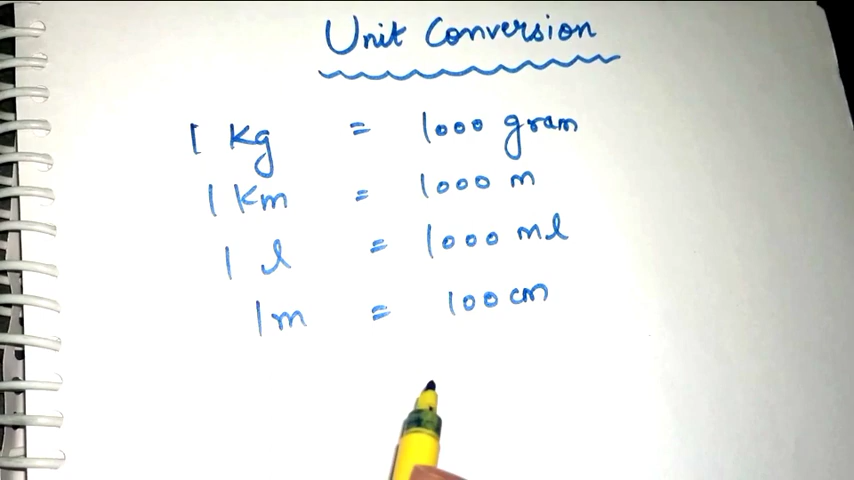 Unit Conversion
1 Kg = 1000 gram
1 Km = 1000 m
1 l = 1000 ml
1m = 100 cm